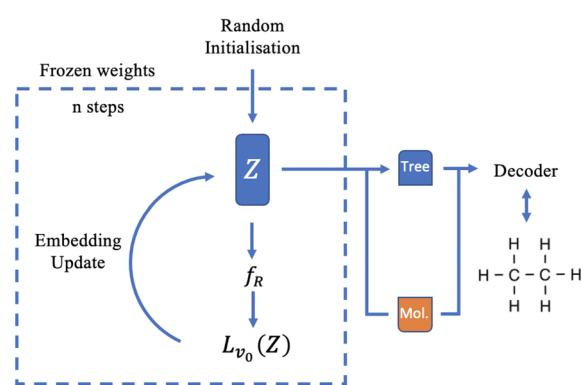 Random
Initialisation
Frozen weights
n steps
Z
Tree
Decoder
Embedding
Update
f_R
L_{v_0}(Z)
Mol.
H H
H-C-C-H
H H